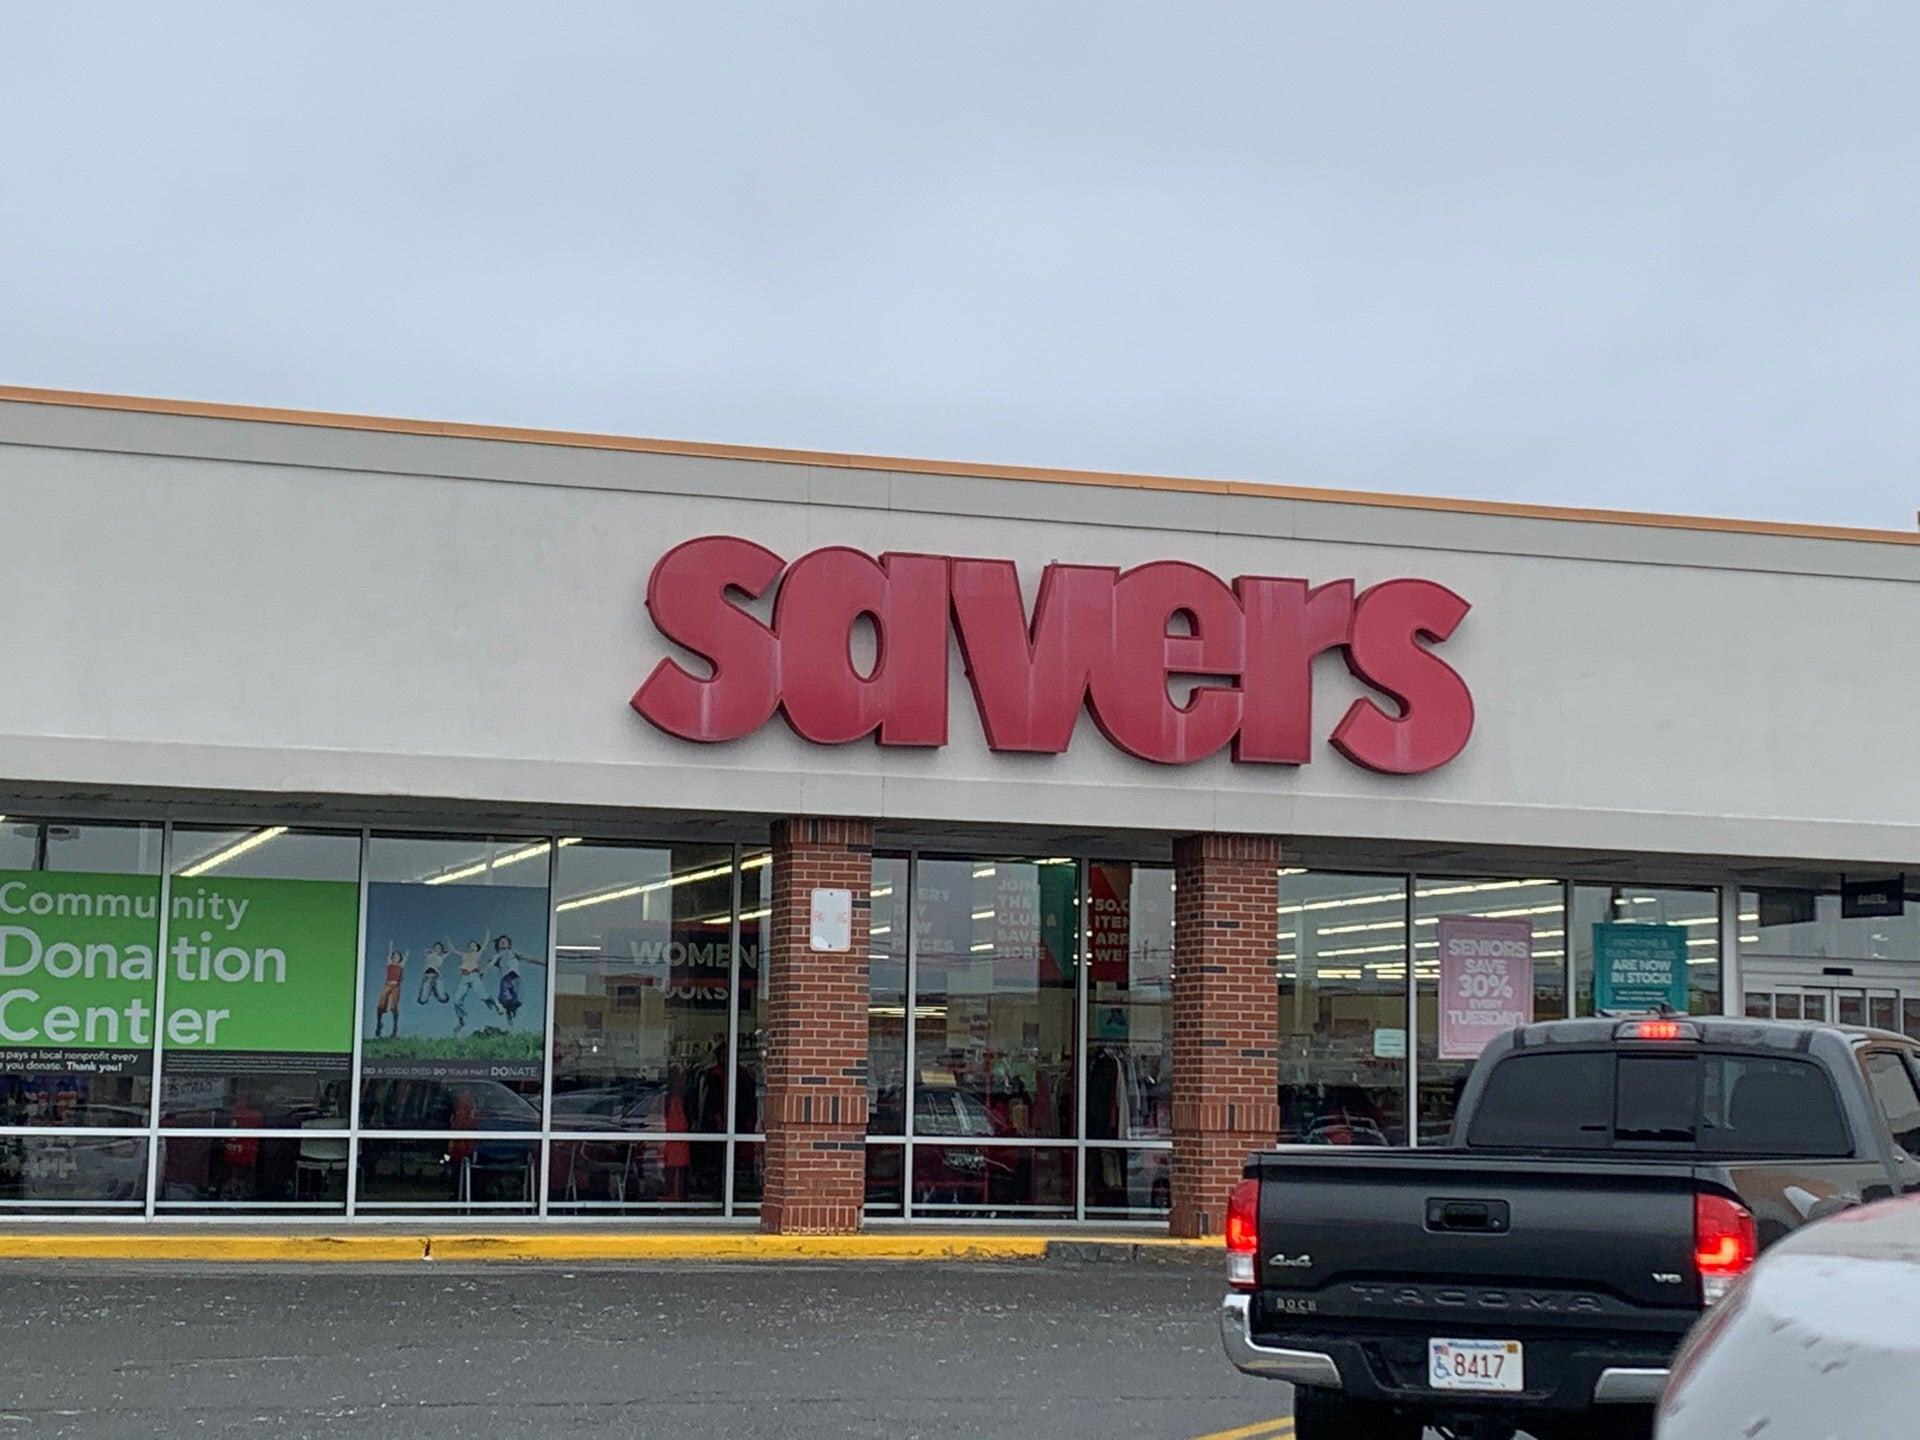 savers
Community
Donation
Center
s pays a local nonprofit every
you donate. Thank you!
DO A GOOD DEED DO YOUR PART DONATE
WOMEN
JOIN
THE
CLUB &
SAVE
MORE
SENIORS
SAVE
30%
EVERY
TUESDAY!
ARE NOW
IN STOCK!
4x4
V6
TACOMA
BOCH
Massachusetts
8417